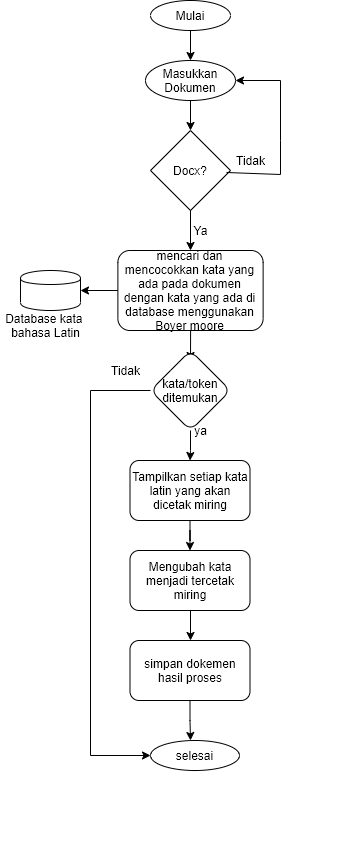 Mulai
Masukkan
Dokumen
Docx?
Tidak
Ya
mencari dan
mencocokkan kata yang
ada pada dokumen
dengan kata yang ada di
database menggunakan
Boyer moore
Database kata
bahasa Latin
Tidak
kata/token
ditemukan
ya
Tampilkan setiap kata
latin yang akan
dicetak miring
Mengubah kata
menjadi tercetak
miring
simpan dokemen
hasil proses
selesai